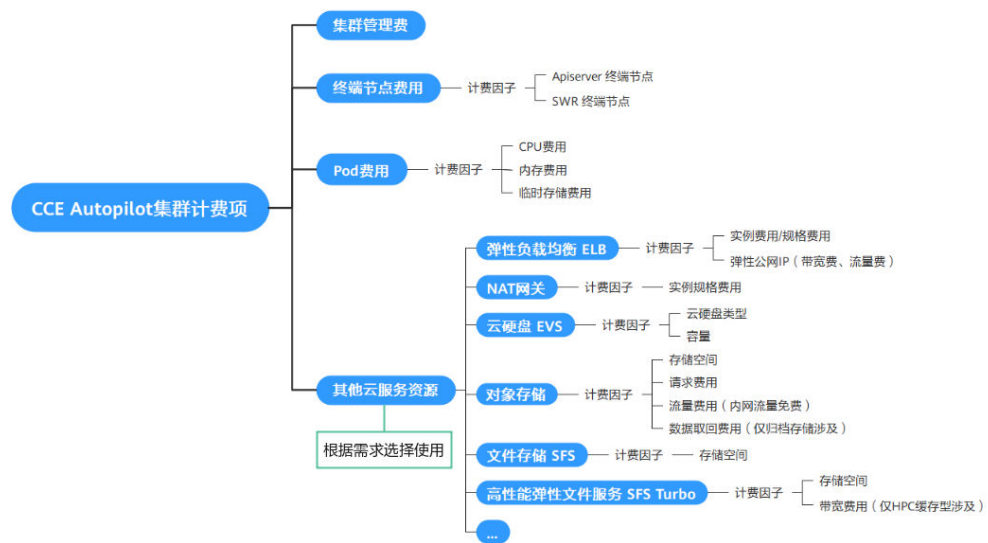 CCE Autopilot集群计费项
集群管理费
终端节点费用
计费因子
Apiserver 终端节点
SWR 终端节点
Pod费用
计费因子
CPU费用
内存费用
临时存储费用
其他云服务资源
根据需求选择使用
弹性负载均衡 ELB
计费因子
实例费用/规格费用
弹性公网IP（带宽费、流量费）
NAT网关
计费因子
实例规格费用
云硬盘 EVS
计费因子
云硬盘类型
容量
对象存储
计费因子
存储空间
请求费用
流量费用（内网流量免费）
数据取回费用（仅归档存储涉及）
文件存储 SFS
计费因子
存储空间
高性能弹性文件服务 SFS Turbo
计费因子
存储空间
带宽费用（仅HPC缓存型涉及）
...